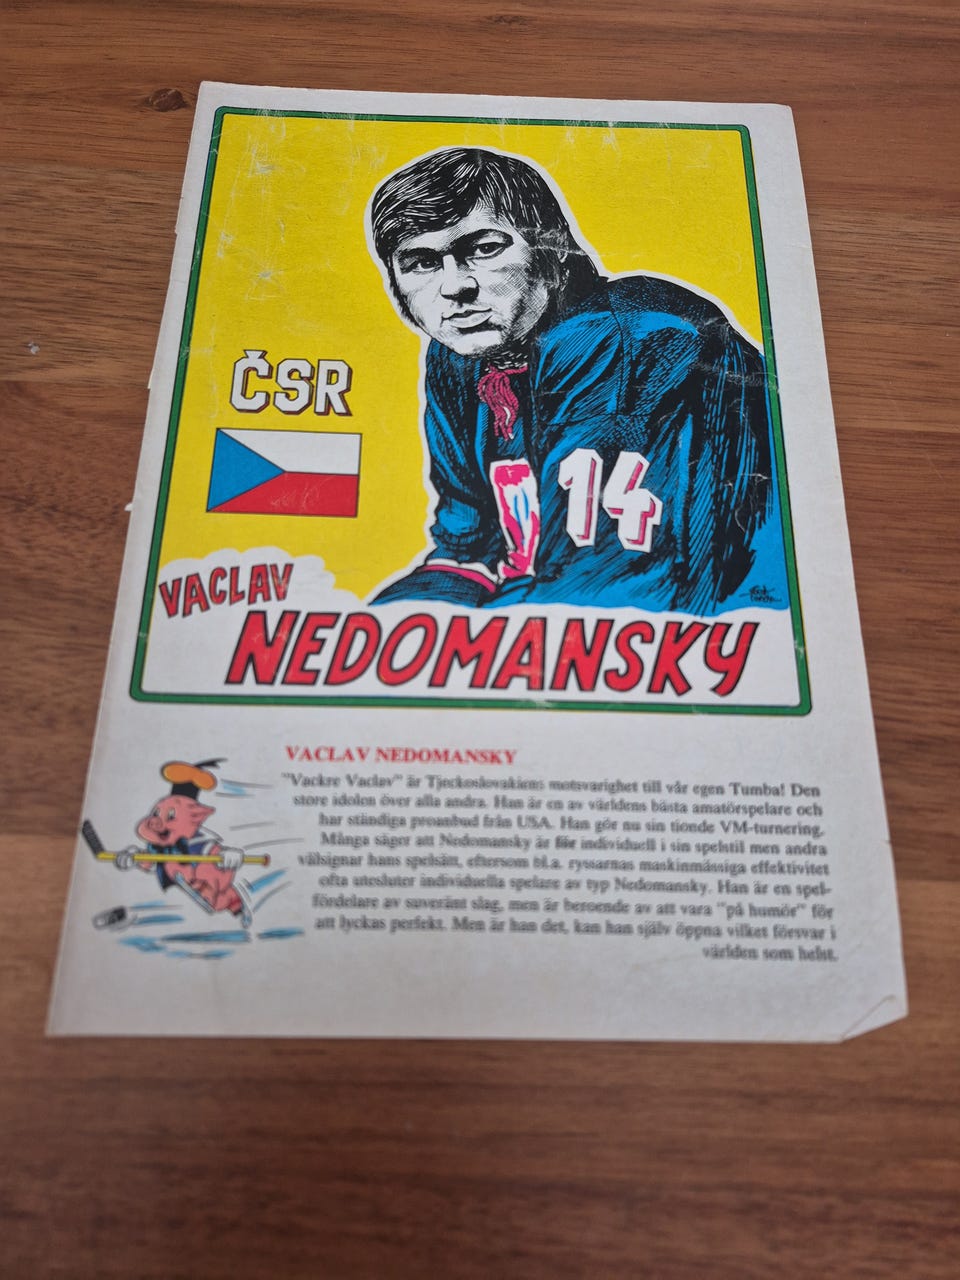 ČSR
14
VACLAV
NEDOMANSKY
VACLAV NEDOMANSKY
"Vackre Vaclav" är Tjeckoslovakiens motsvarighet till vår egen Tumba! Den
store idolen över alla andra. Han är en av världens bästa amatörspelare och
har ständiga proanbud från USA. Han gör nu sin tionde VM-turnering.
Många säger att Nedomansky är för individuell i sin spelstil men andra
välsignar hans spelsätt, eftersom bl.a. ryssarnas maskinmässiga effektivitet
ofta utesluter individuella spelare av typ Nedomansky. Han är en spel-
fördelare av suveränt slag, men är beroende av att vara "på humör" för
att lyckas perfekt. Men är han det, kan han själv öppna vilket försvar i
världen som helst.